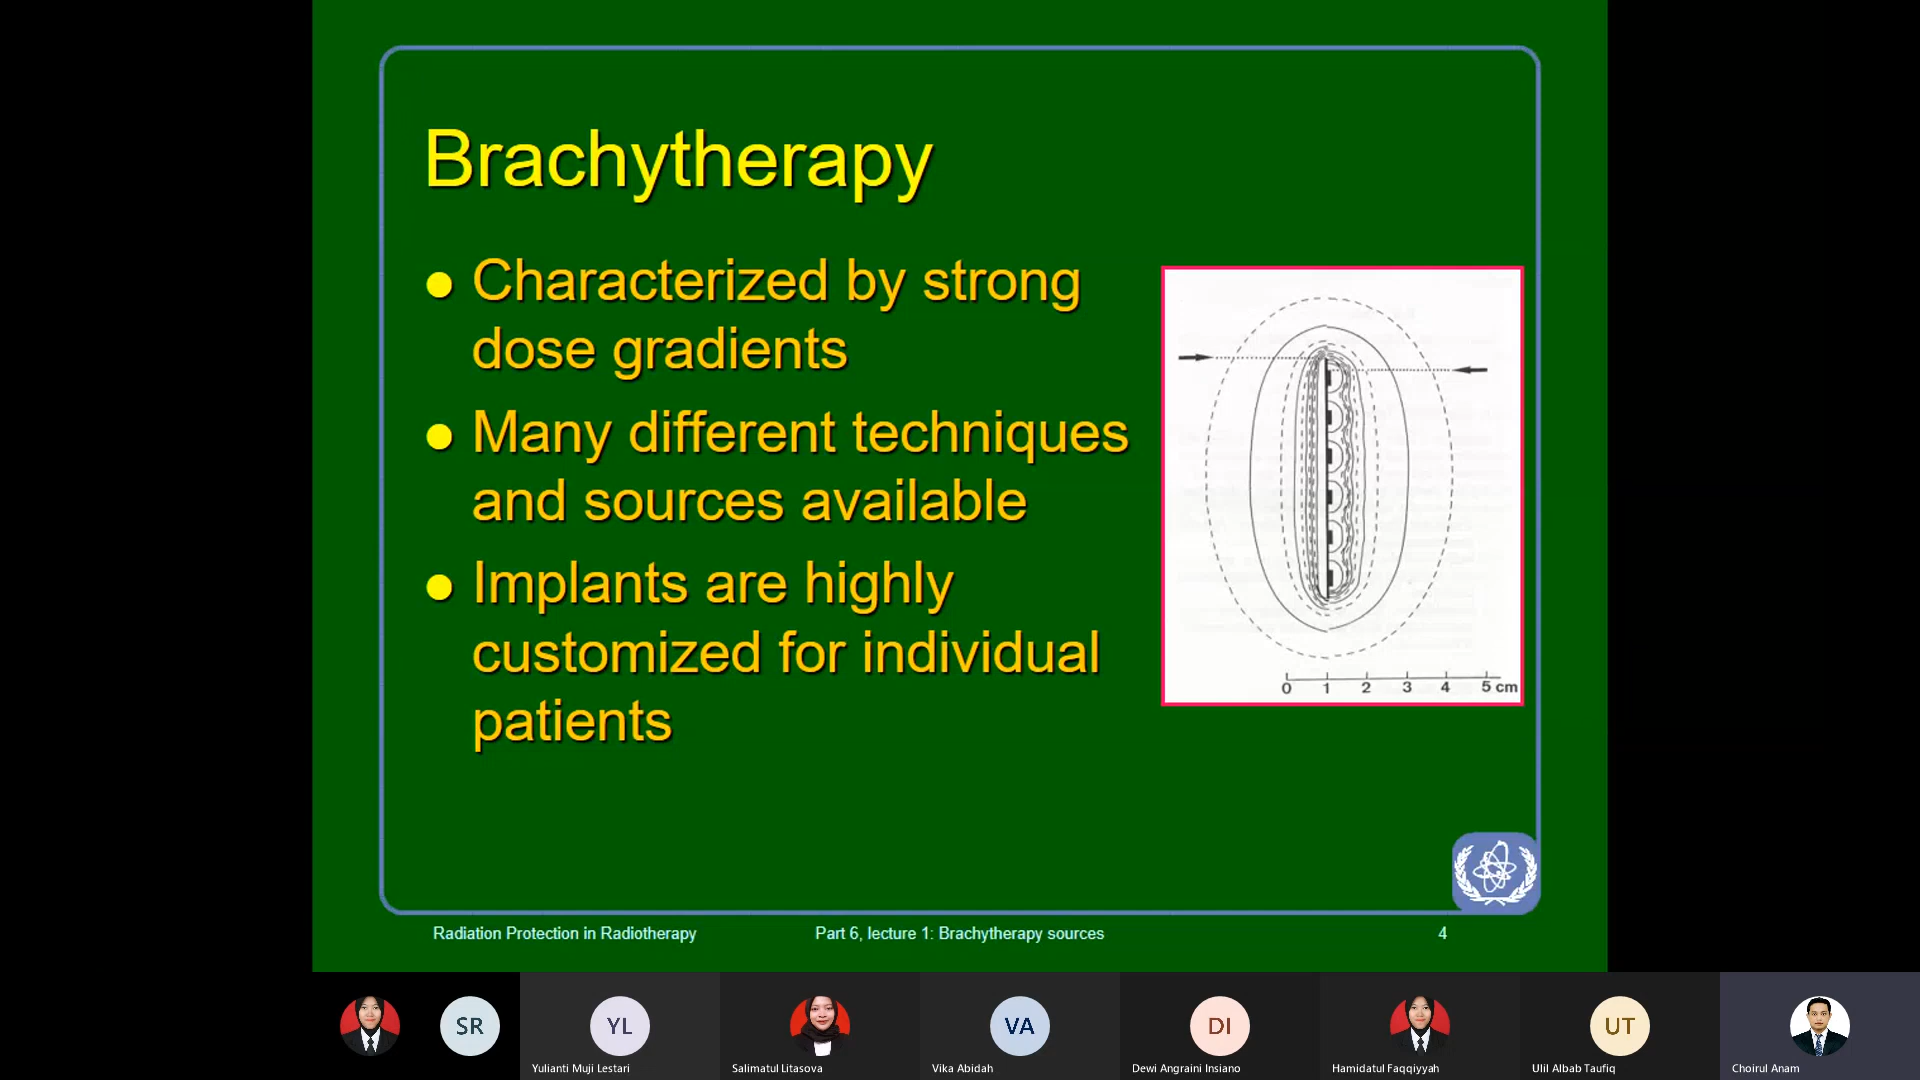 Brachytherapy
● Characterized by strong
dose gradients
● Many different techniques
and sources available
● Implants are highly
customized for individual
patients
0 1 2 3 4 5 cm
Radiation Protection in Radiotherapy
Part 6, lecture 1: Brachytherapy sources
4
SR
YL
VA
DI
UT
Yulianti Muji Lestari
Salimatul Litasova
Vika Abidah
Dewi Angraini Insiano
Hamidatul Faqqiyyah
Ulil Albab Taufiq
Choirul Anam